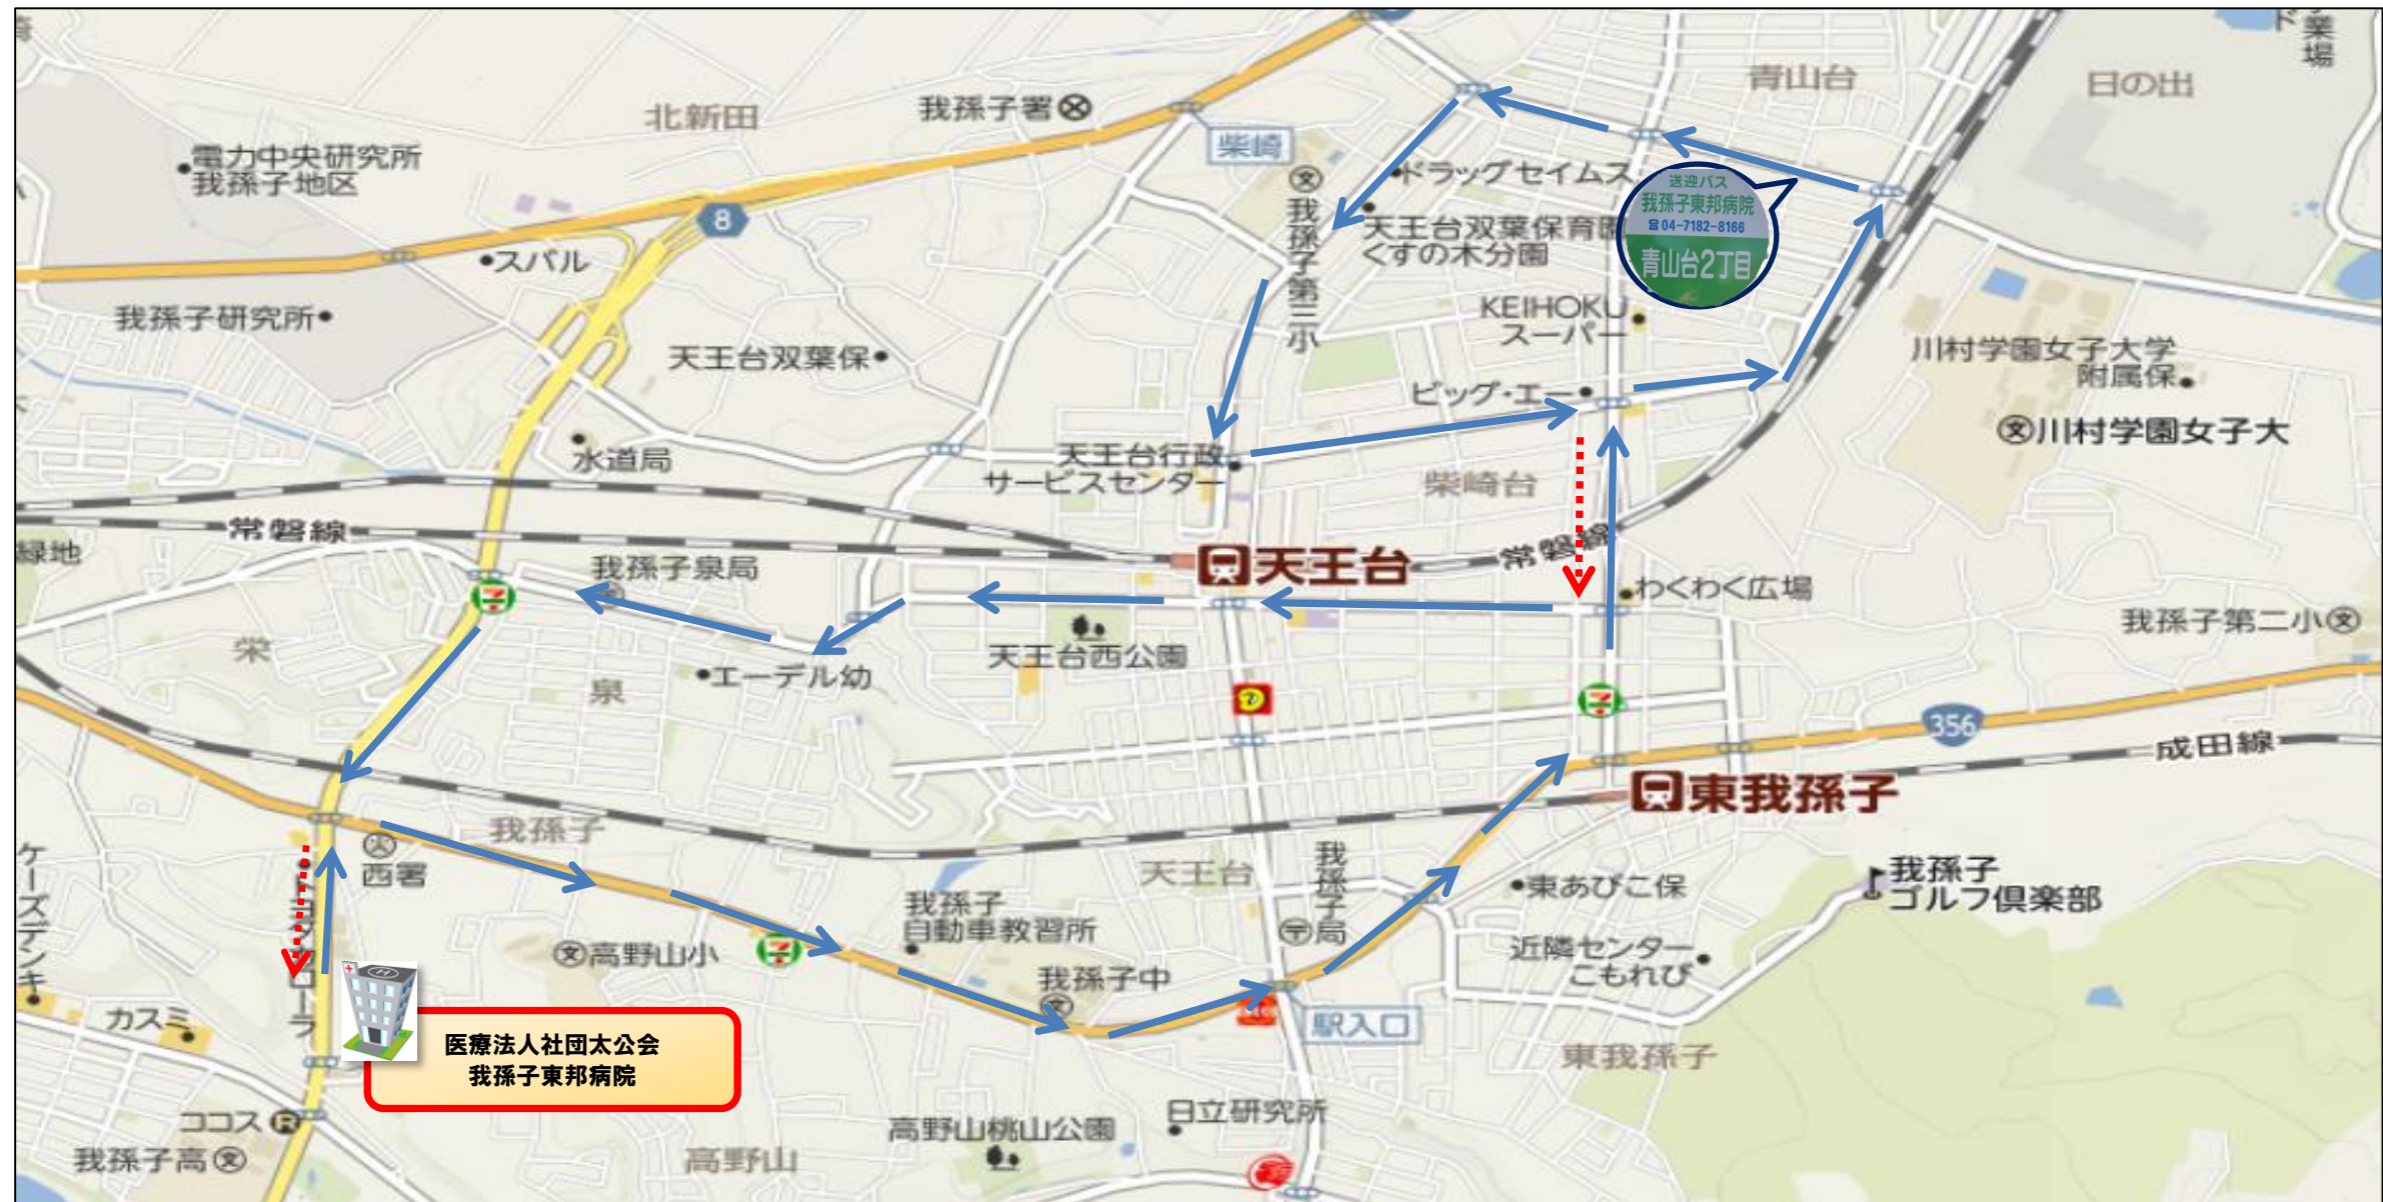 業場
青山台
日の出
北新田
我孫子署
柴崎
電力中央研究所
我孫子地区
ドラッグセイムス
送迎バス
我孫子東邦病院
☎04-7182-8166
青山台2丁目
8
我孫子第三小
天王台双葉保育園
くすの木分園
スバル
我孫子研究所
KEIHOKU
スーパー
天王台双葉保
川村学園女子大学
附属保
ビッグ・エー
川村学園女子大
水道局
天王台行政
サービスセンター
柴崎台
常磐線
緑地
我孫子泉局
天王台
常磐線
わくわく広場
我孫子第二小
栄
泉
エーデル幼
天王台西公園
356
成田線
東我孫子
我孫子
西署
天王台
我孫子局
我孫子
ゴルフ倶楽部
東あびこ保
ケーズデンキ
トヨタカローラ
高野山小
我孫子
自動車教習所
我孫子中
近隣センター
こもれび
カスミ
駅入口
医療法人社団太公会
我孫子東邦病院
東我孫子
ココス
我孫子高
高野山
高野山桃山公園
日立研究所